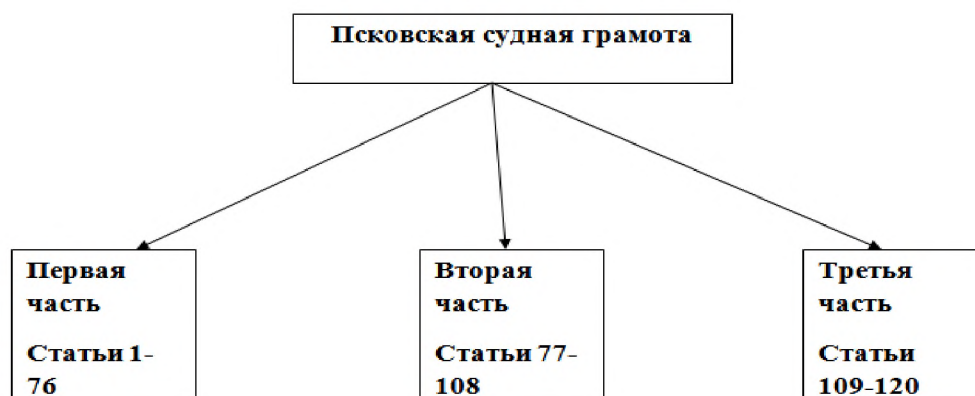 Псковская судная грамота
Первая
часть
Статьи 1-
76
Вторая
часть
Статьи 77-
108
Третья
часть
Статьи
109-120